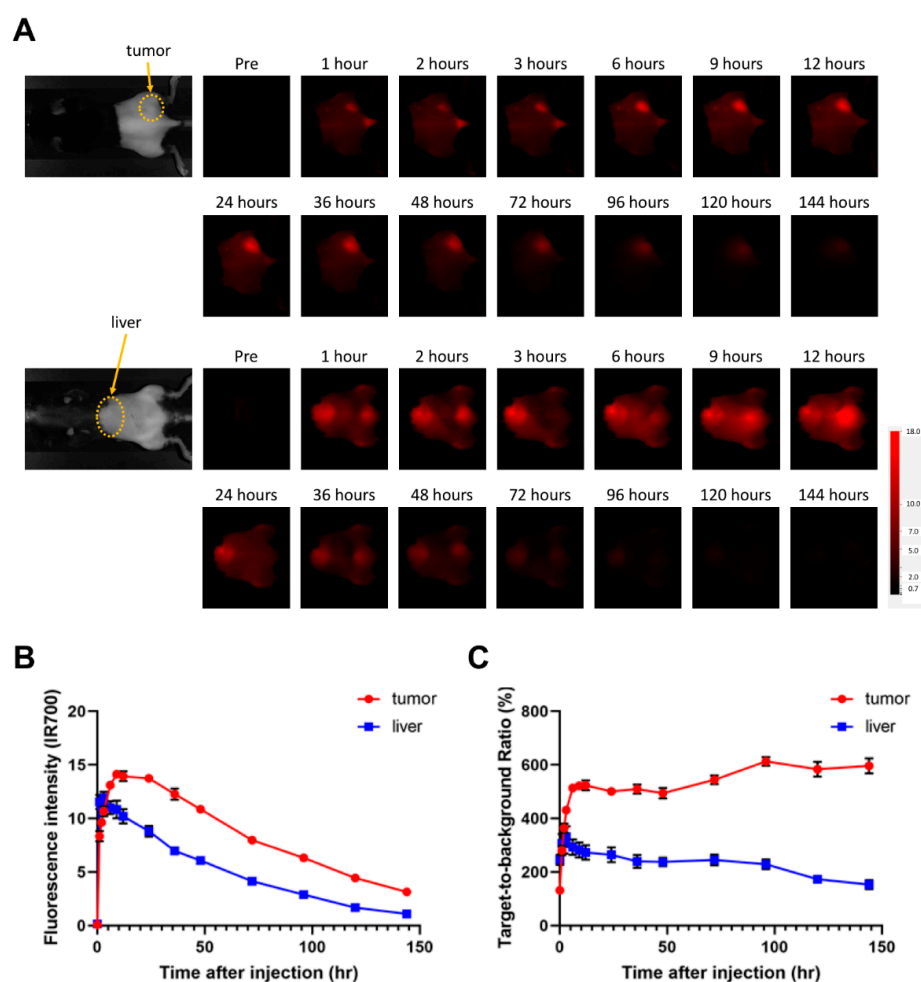 A
tumor
Pre 1 hour 2 hours 3 hours 6 hours 9 hours 12 hours
24 hours 36 hours 48 hours 72 hours 96 hours 120 hours 144 hours
liver
Pre 1 hour 2 hours 3 hours 6 hours 9 hours 12 hours
24 hours 36 hours 48 hours 72 hours 96 hours 120 hours 144 hours
18.0
10.0
7.0
5.0
2.0
0.7
B
Fluorescence intensity (IR700)
20
15
10
5
0
0 50 100 150
Time after injection (hr)
tumor
liver
C
Target-to-background Ratio (%)
800
600
400
200
0
0 50 100 150
Time after injection (hr)
tumor
liver